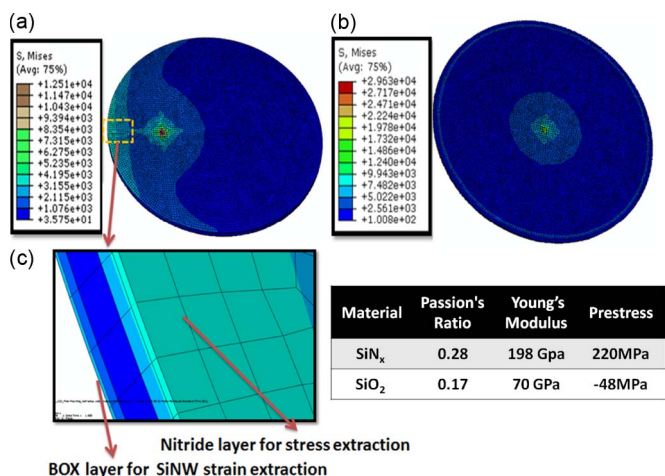 (a)
S, Mises
(Avg: 75%)
+1.251e+04
+1.147e+04
+1.043e+04
+9.394e+03
+8.354e+03
+7.315e+03
+6.275e+03
+5.235e+03
+4.195e+03
+3.155e+03
+2.115e+03
+1.076e+03
+3.575e+01
(b)
S, Mises
(Avg: 75%)
+2.963e+04
+2.717e+04
+2.471e+04
+2.224e+04
+1.978e+04
+1.732e+04
+1.486e+04
+1.240e+04
+9.943e+03
+7.482e+03
+5.022e+03
+2.561e+03
+1.008e+02
(c)
Nitride layer for stress extraction
BOX layer for SiNW strain extraction
Material Passion's Ratio Young's Modulus Prestress
SiNₓ 0.28 198 Gpa 220MPa
SiO₂ 0.17 70 GPa -48MPa